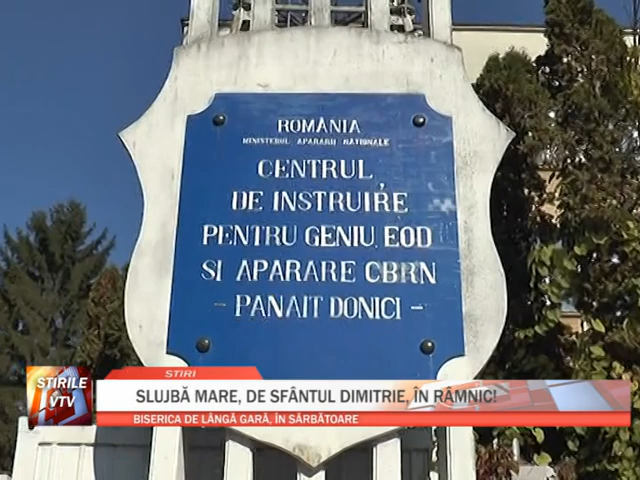 ROMÂNIA
MINISTERUL APARARII NATIONALE
CENTRUL
DE INSTRUIRE
PENTRU GENIU, EOD
SI APARARE CBRN
- PANAIT DONICI -
STIRI
STIRILE
VTV
SLUJBĂ MARE, DE SFÂNTUL DIMITRIE, ÎN RÂMNIC!
BISERICA DE LÂNGĂ GARĂ, ÎN SĂRBĂTOARE